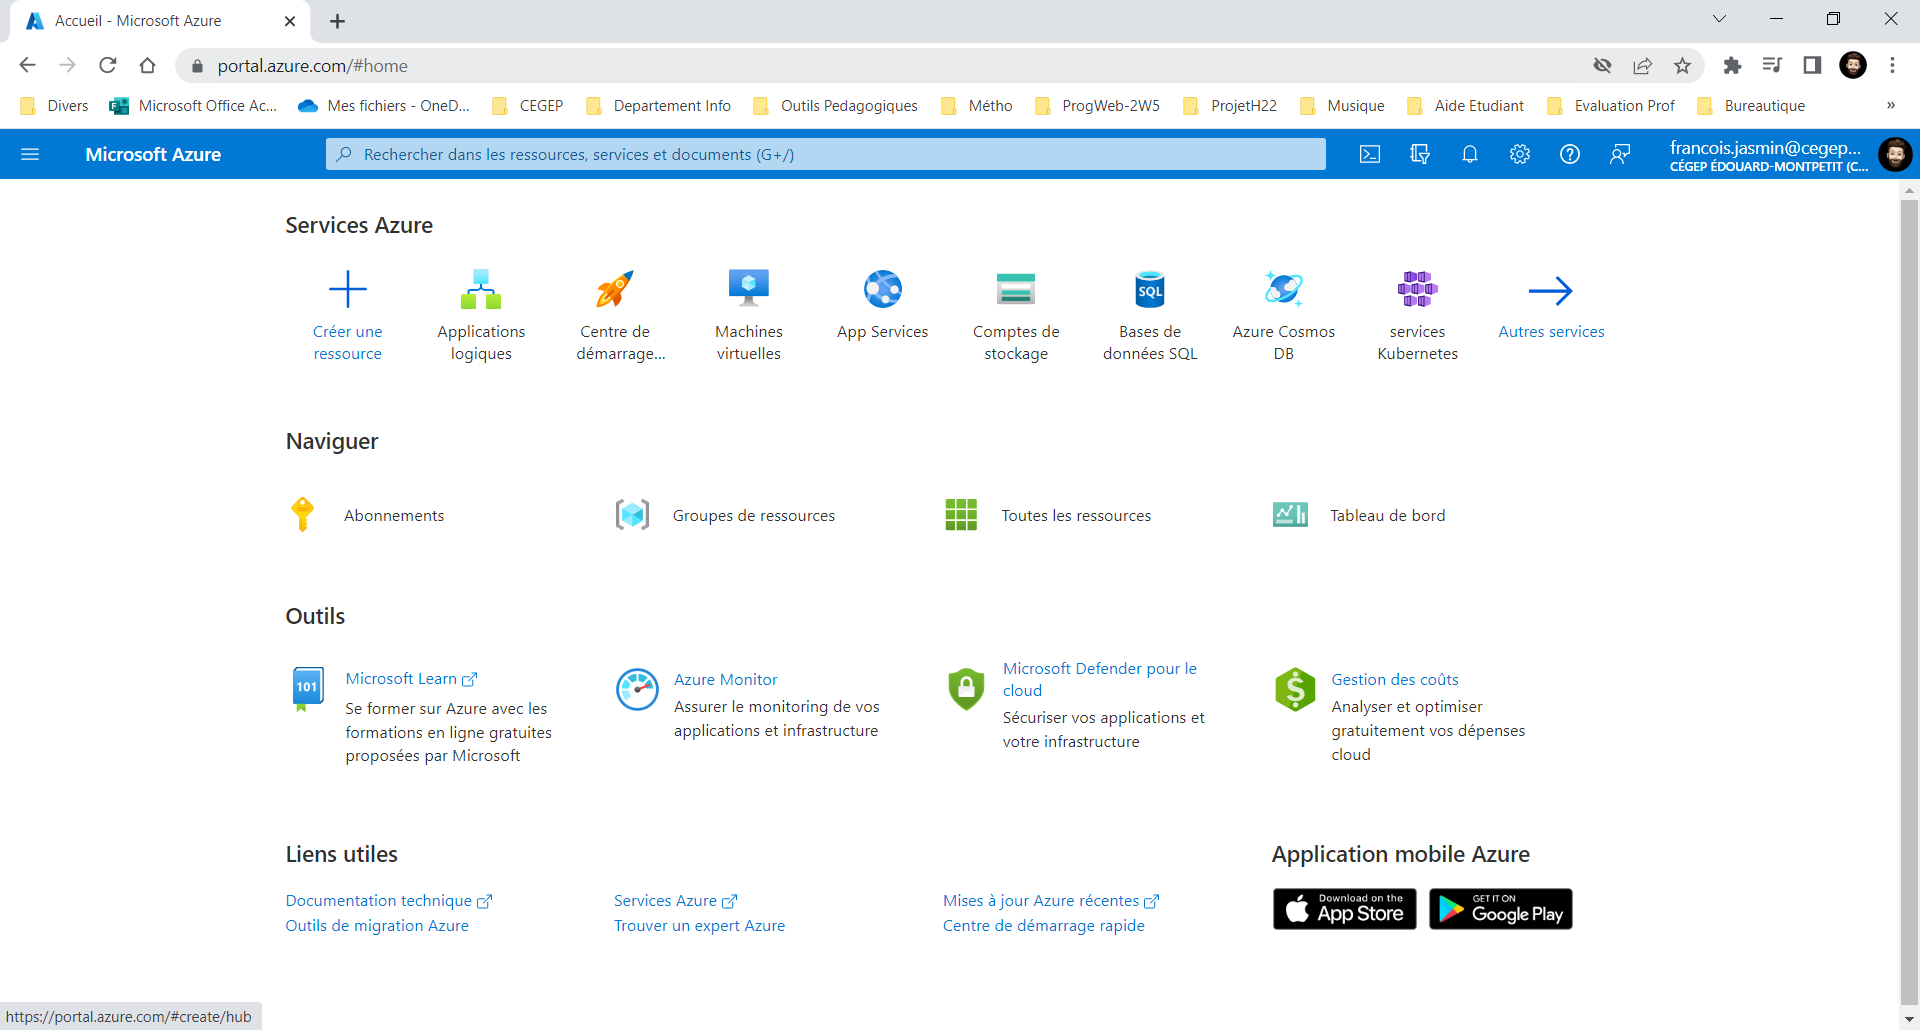 Accueil - Microsoft Azure
portal.azure.com/#home
Divers
Microsoft Office Ac...
Mes fichiers - OneD...
CEGEP
Departement Info
Outils Pedagogiques
Métho
ProgWeb-2W5
ProjetH22
Musique
Aide Etudiant
Evaluation Prof
Bureautique
»
Microsoft Azure
Rechercher dans les ressources, services et documents (G+/)
francois.jasmin@cegep...
CÉGEP ÉDOUARD-MONTPETIT (C...
Services Azure
Créer une
ressource
Applications
logiques
Centre de
démarrage...
Machines
virtuelles
App Services
Comptes de
stockage
SQL
Bases de
données SQL
Azure Cosmos
DB
services
Kubernetes
Autres services
Naviguer
Abonnements
Groupes de ressources
Toutes les ressources
Tableau de bord
Outils
101
Microsoft Learn
Se former sur Azure avec les
formations en ligne gratuites
proposées par Microsoft
Azure Monitor
Assurer le monitoring de vos
applications et infrastructure
Microsoft Defender pour le
cloud
Sécuriser vos applications et
votre infrastructure
$
Gestion des coûts
Analyser et optimiser
gratuitement vos dépenses
cloud
Liens utiles
Documentation technique
Outils de migration Azure
Services Azure
Trouver un expert Azure
Mises à jour Azure récentes
Centre de démarrage rapide
Application mobile Azure
Download on the
App Store
GET IT ON
Google Play
https://portal.azure.com/#create/hub